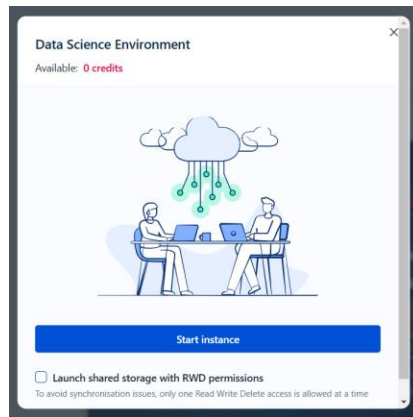 Data Science Environment
Available: 0 credits
Start instance
Launch shared storage with RWD permissions
To avoid synchronisation issues, only one Read Write Delete access is allowed at a time